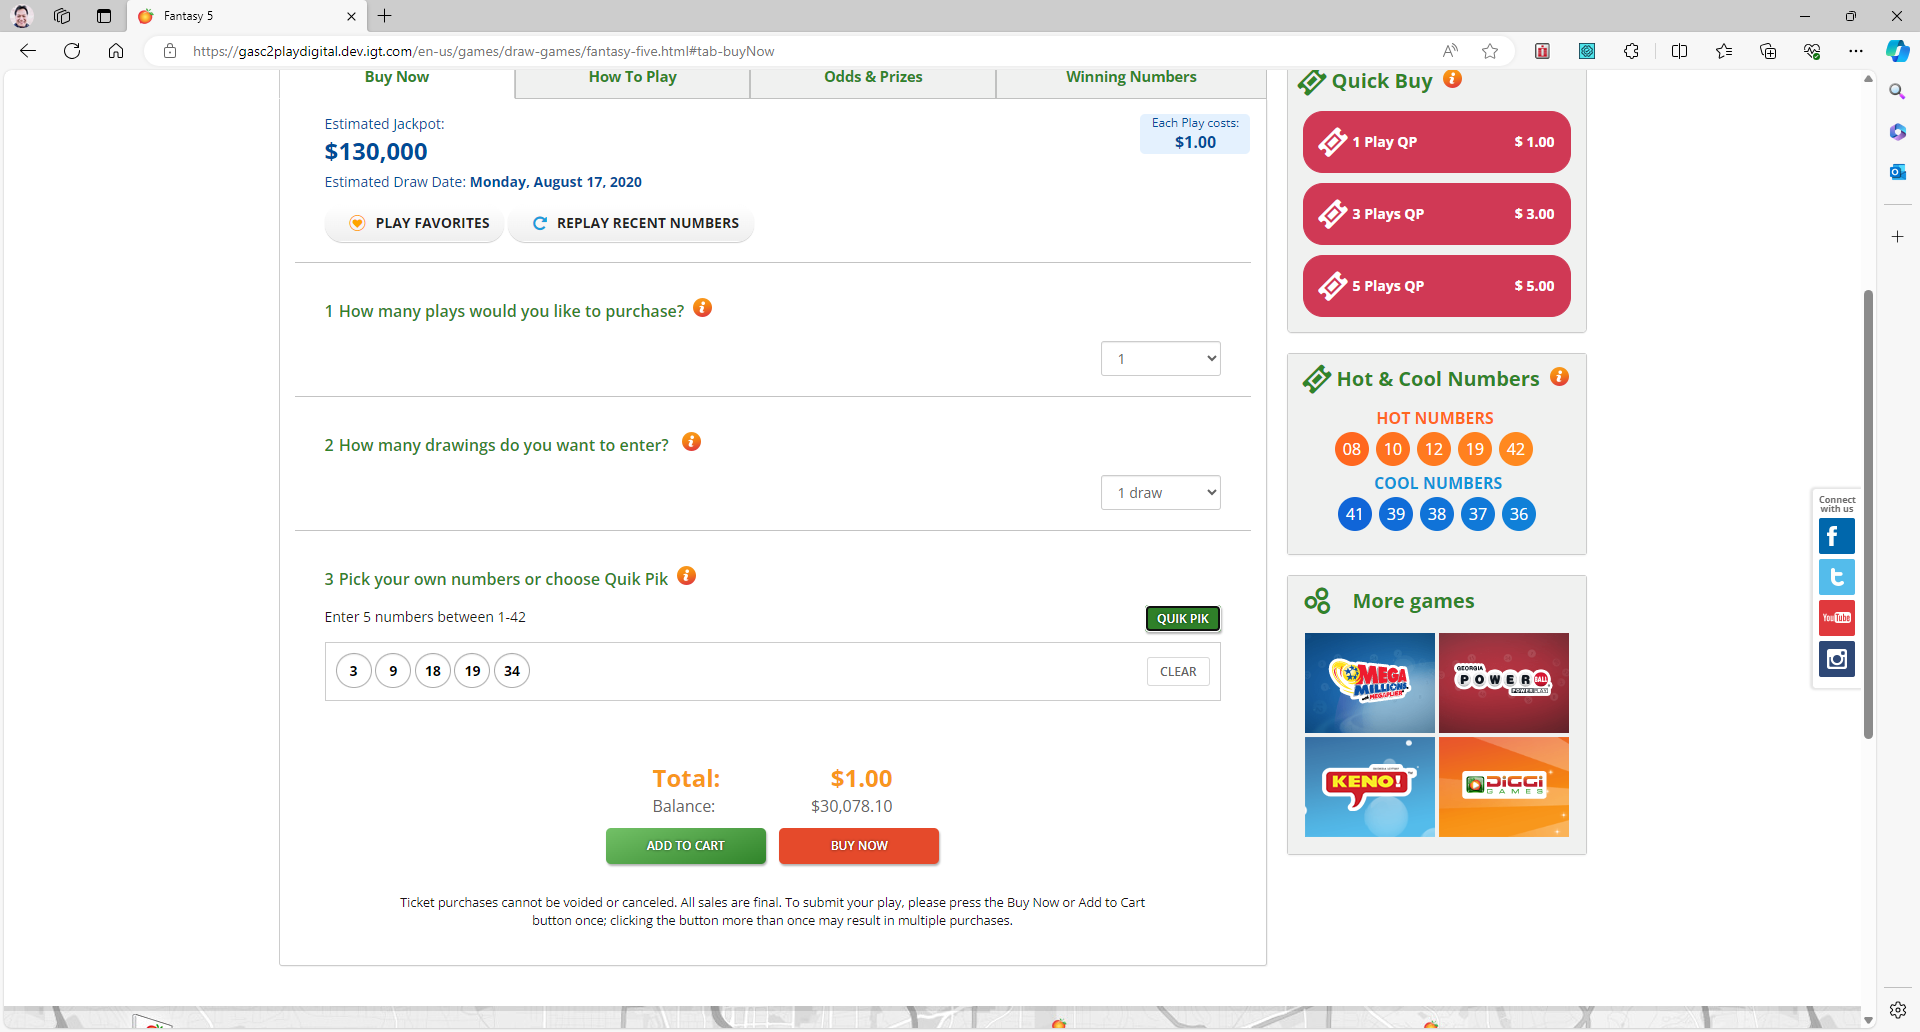 Fantasy 5
https://gasc2playdigital.dev.igt.com/en-us/games/draw-games/fantasy-five.html#tab-buyNow
Buy Now
How To Play
Odds & Prizes
Winning Numbers
Estimated Jackpot:
$130,000
Estimated Draw Date: Monday, August 17, 2020
Each Play costs:
$1.00
PLAY FAVORITES
REPLAY RECENT NUMBERS
1 How many plays would you like to purchase?
1
2 How many drawings do you want to enter?
1 draw
3 Pick your own numbers or choose Quik Pik
Enter 5 numbers between 1-42
QUIK PIK
3 9 18 19 34
CLEAR
Total: $1.00
Balance: $30,078.10
ADD TO CART
BUY NOW
Ticket purchases cannot be voided or canceled. All sales are final. To submit your play, please press the Buy Now or Add to Cart
button once; clicking the button more than once may result in multiple purchases.
Quick Buy
1 Play QP $ 1.00
3 Plays QP $ 3.00
5 Plays QP $ 5.00
Hot & Cool Numbers
HOT NUMBERS
08 10 12 19 42
COOL NUMBERS
41 39 38 37 36
More games
MEGA
MILLIONS
MEGAPLIER
GEORGIA
POWERBALL
POWER PLAY
KENO!
DiGGi
GAMES
Connect
with us
f
t
YouTube